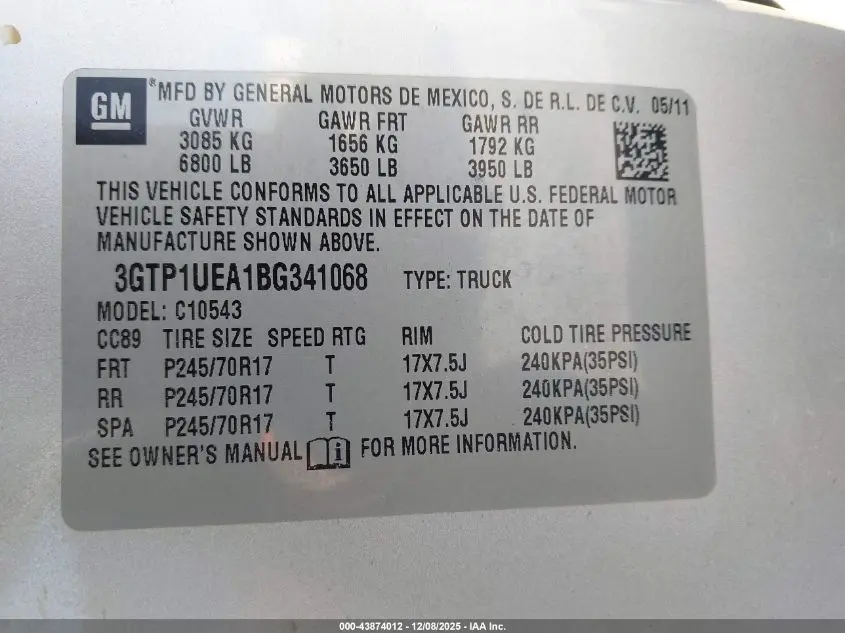 GM
®MFD BY GENERAL MOTORS DE MEXICO, S. DE R.L. DE C.V. 05/11
GVWR GAWR FRT GAWR RR
3085 KG 1656 KG 1792 KG
6800 LB 3650 LB 3950 LB
THIS VEHICLE CONFORMS TO ALL APPLICABLE U.S. FEDERAL MOTOR
VEHICLE SAFETY STANDARDS IN EFFECT ON THE DATE OF
MANUFACTURE SHOWN ABOVE.
3GTP1UEA1BG341068 TYPE: TRUCK
MODEL: C10543
CC89 TIRE SIZE SPEED RTG RIM COLD TIRE PRESSURE
FRT P245/70R17 T 17X7.5J 240KPA(35PSI)
RR P245/70R17 T 17X7.5J 240KPA(35PSI)
SPA P245/70R17 T 17X7.5J 240KPA(35PSI)
SEE OWNER'S MANUAL i FOR MORE INFORMATION.
000-43874012 - 12/08/2025 - IAA Inc.